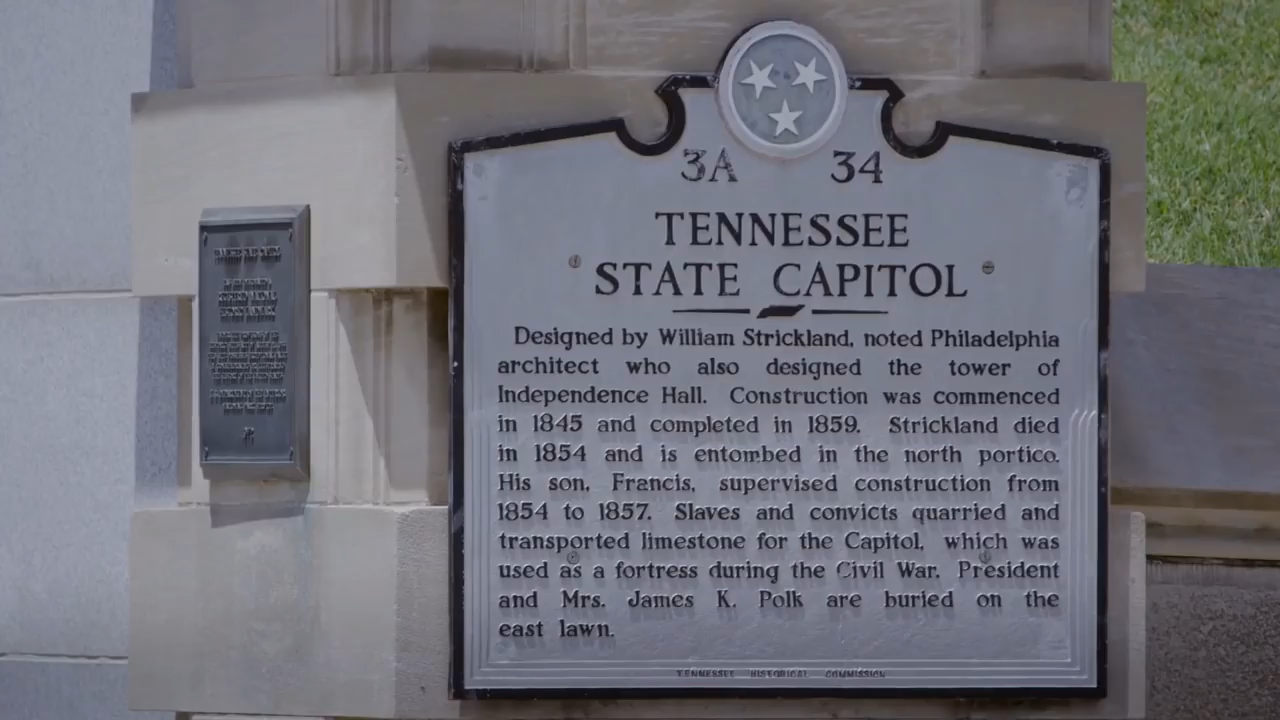 3A 34
TENNESSEE
STATE CAPITOL
Designed by William Strickland, noted Philadelphia
architect who also designed the tower of
Independence Hall. Construction was commenced
in 1845 and completed in 1859. Strickland died
in 1854 and is entombed in the north portico.
His son, Francis, supervised construction from
1854 to 1857. Slaves and convicts quarried and
transported limestone for the Capitol, which was
used as a fortress during the Civil War. President
and Mrs. James K. Polk are buried on the
east lawn.
TENNESSEE HISTORICAL COMMISSION